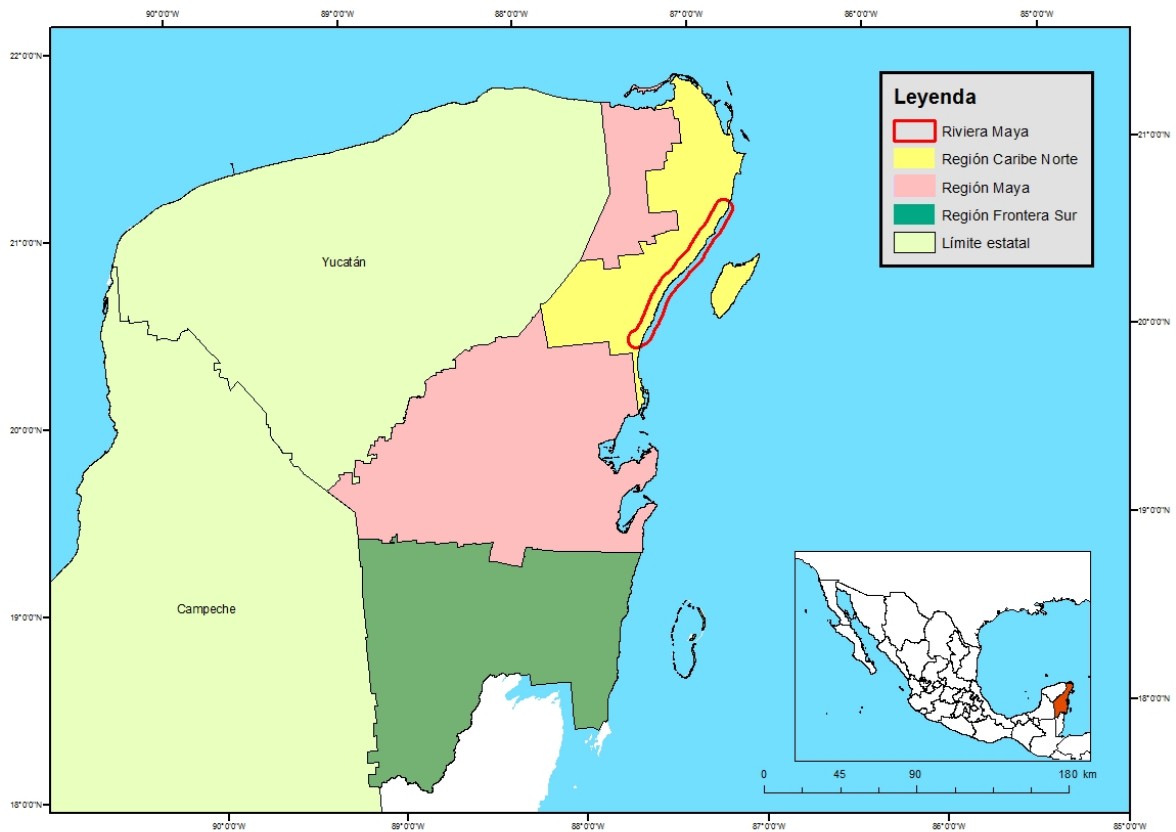 90°0'0"W 89°0'0"W 88°0'0"W 87°0'0"W 86°0'0"W 85°0'0"W
22°0'0"N
21°0'0"N
21°0'0"N
20°0'0"N
20°0'0"N
19°0'0"N
19°0'0"N
18°0'0"N
18°0'0"N
Leyenda
Riviera Maya
Región Caribe Norte
Región Maya
Región Frontera Sur
Límite estatal
Yucatán
Campeche
0 45 90 180 km
90°0'0"W 89°0'0"W 88°0'0"W 87°0'0"W 86°0'0"W 85°0'0"W